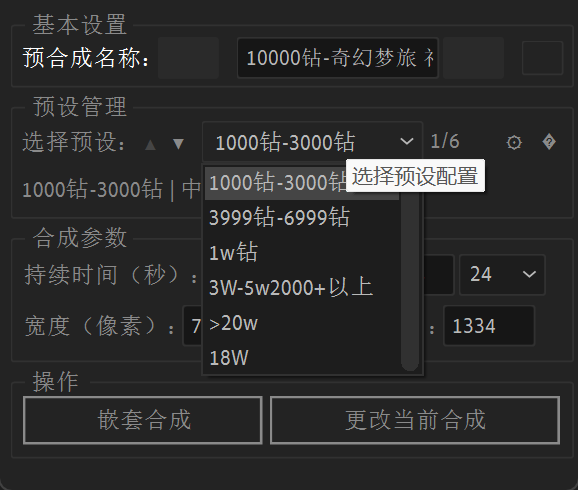 基本设置
预合成名称： 10000钻-奇幻梦旅
预设管理
选择预设： 1000钻-3000钻 1/6
选择预设配置
1000钻-3000钻 | 中
1000钻-3000钻
3999钻-6999钻
1w钻
3W-5w2000+以上
>20w
18W
合成参数
持续时间（秒）： 24
宽度（像素）： 7 ： 1334
操作
嵌套合成 更改当前合成